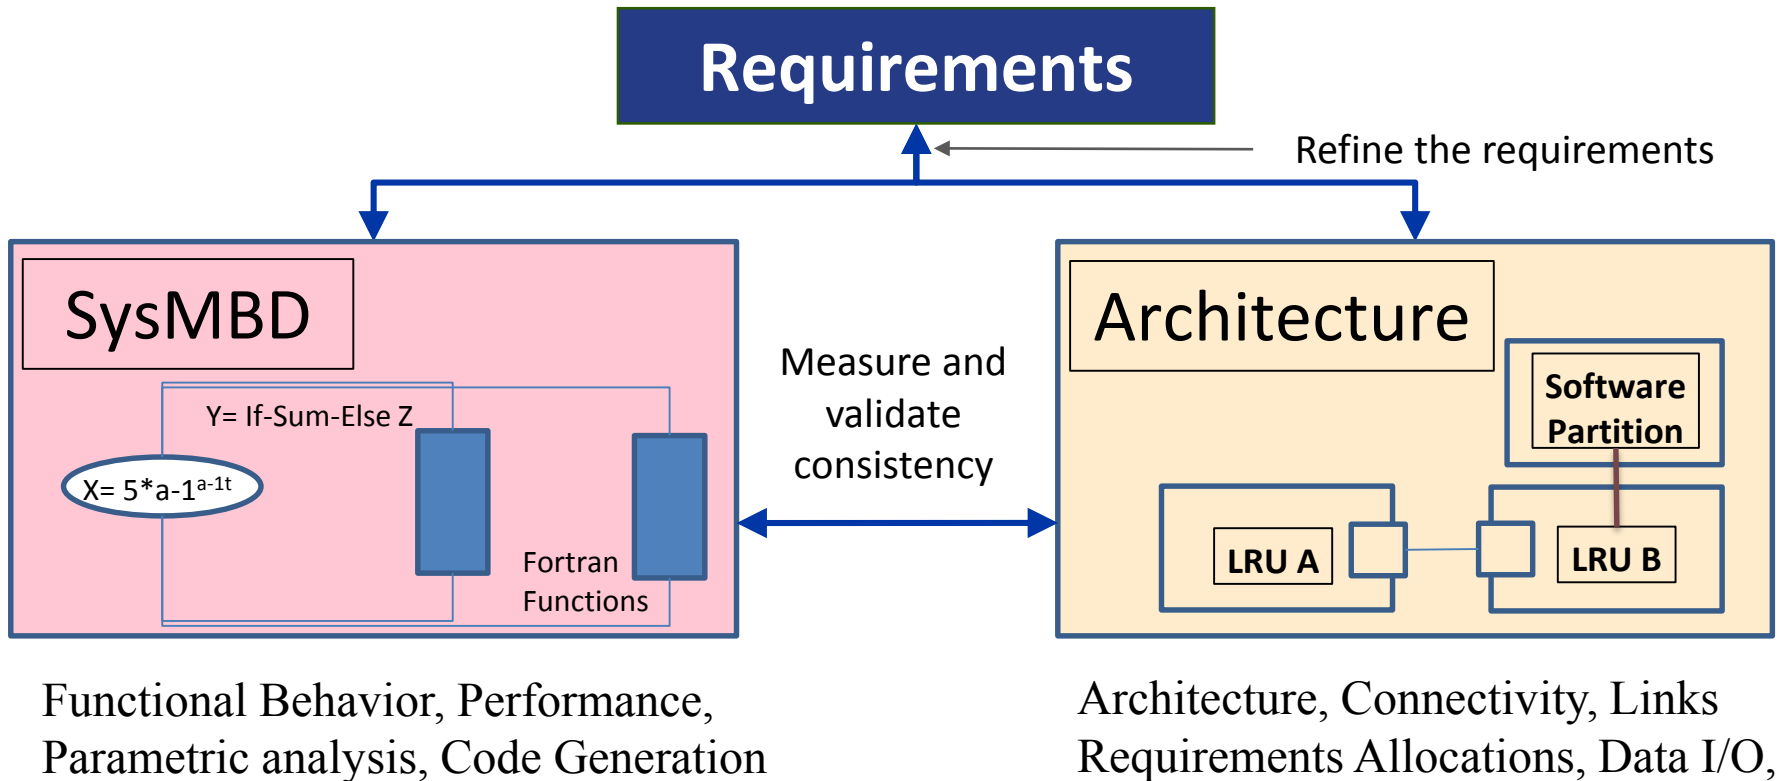 Requirements
Refine the requirements
SysMBD
Y= If-Sum-Else Z
X= 5*a-1^a-1t
Fortran
Functions
Measure and
validate
consistency
Architecture
Software
Partition
LRU A
LRU B
Functional Behavior, Performance,
Parametric analysis, Code Generation
Architecture, Connectivity, Links
Requirements Allocations, Data I/O,